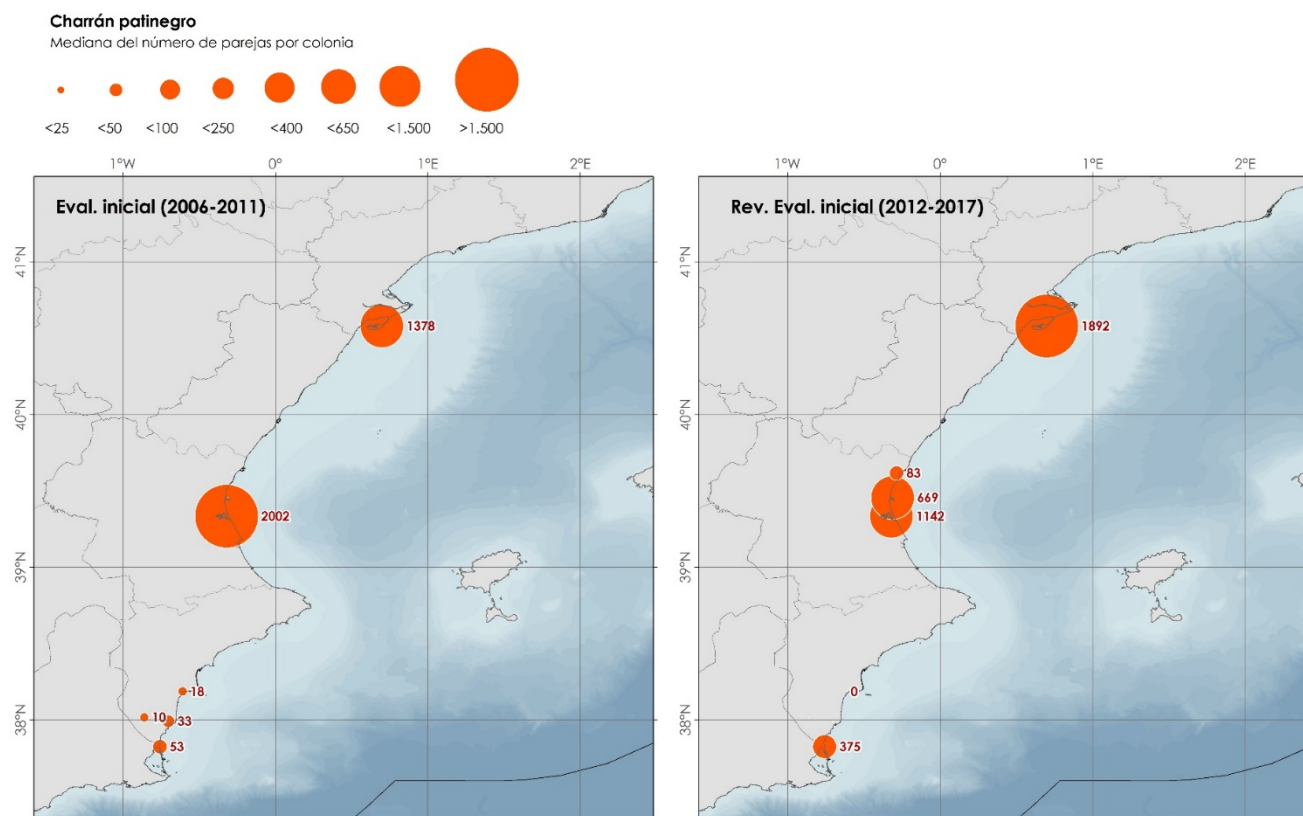 Charrán patinegro
Mediana del número de parejas por colonia
<25 <50 <100 <250 <400 <650 <1.500 >1.500
1°W 0° 1°E 2°E
1°W 0° 1°E 2°E
Eval. inicial (2006-2011)
Rev. Eval. inicial (2012-2017)
41°N
41°N
1378
1892
40°N
40°N
83
669
2002
1142
39°N
39°N
18
0
10
33
38°N
38°N
53
375